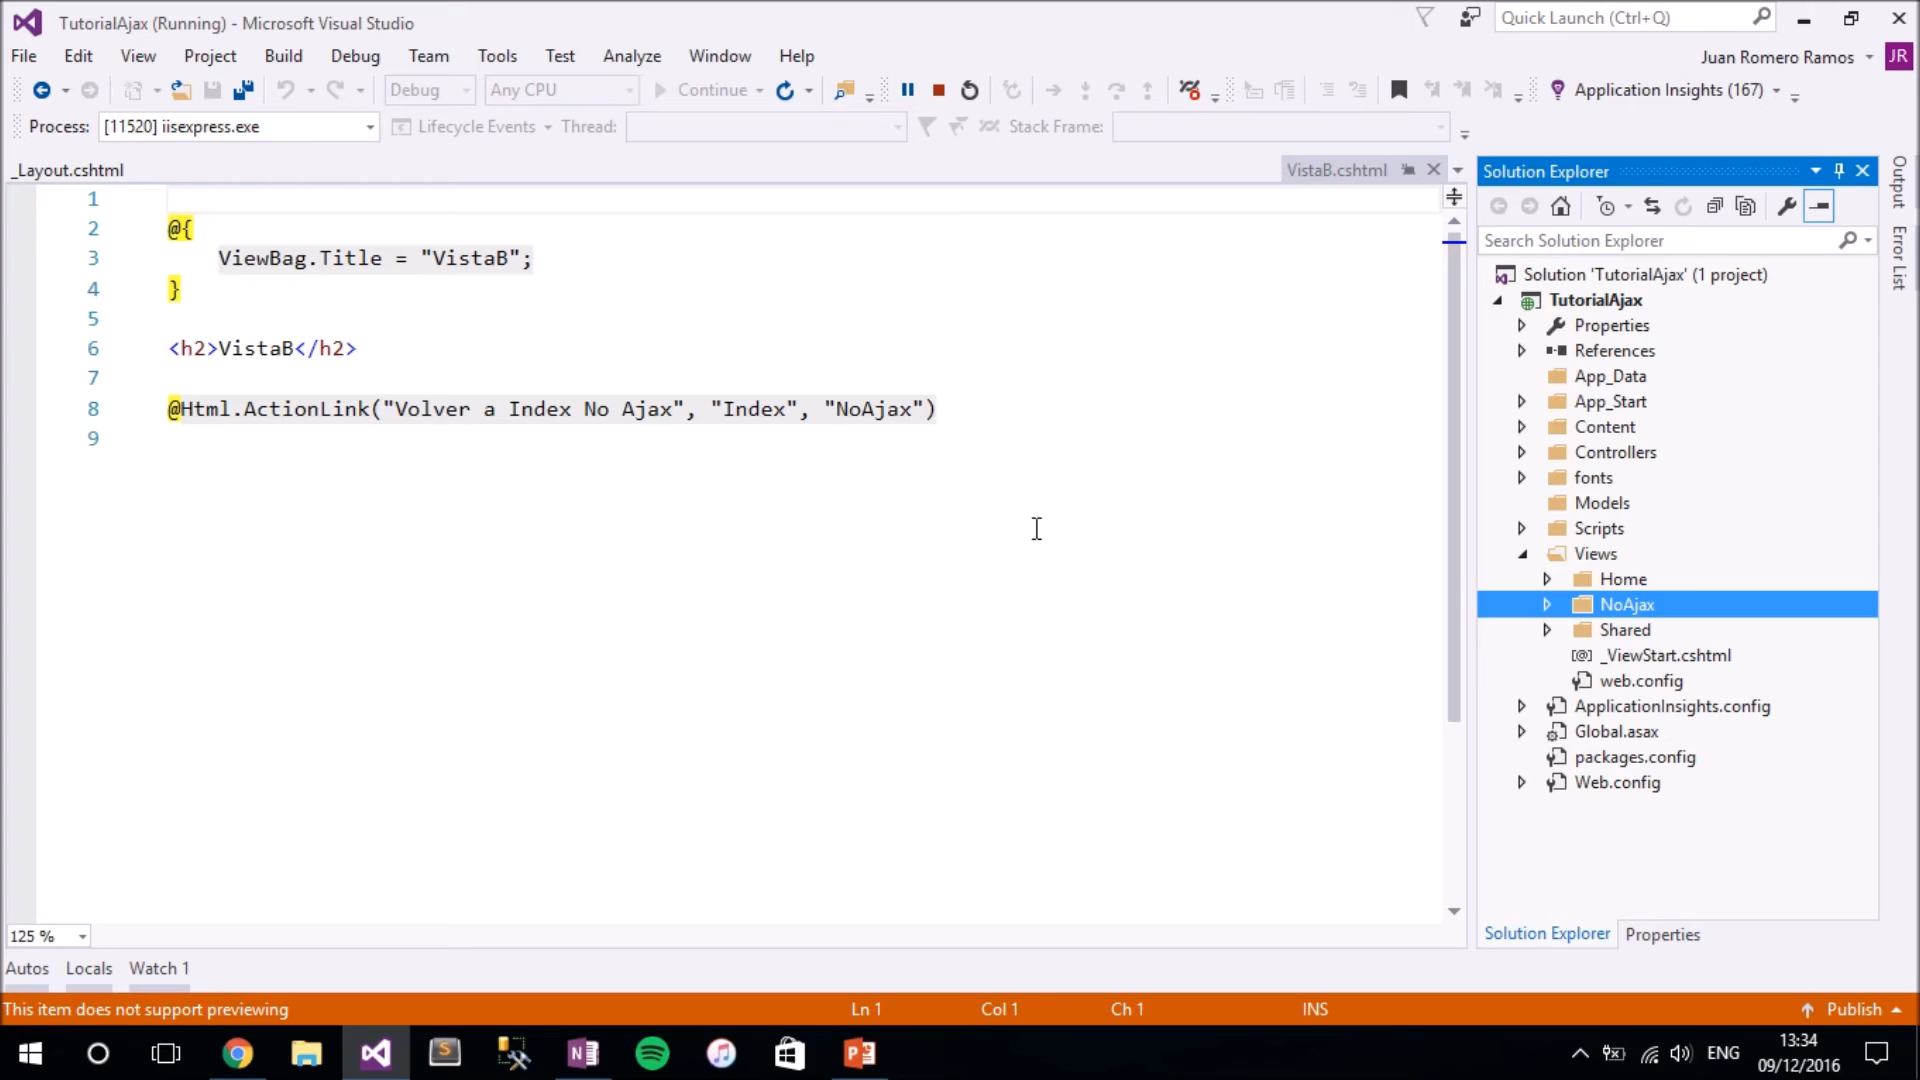 TutorialAjax (Running) - Microsoft Visual Studio
Quick Launch (Ctrl+Q)
File Edit View Project Build Debug Team Tools Test Analyze Window Help
Juan Romero Ramos JR
Debug Any CPU Continue Application Insights (167)
Process: [11520] iisexpress.exe Lifecycle Events Thread: Stack Frame:
_Layout.cshtml
VistaB.cshtml
1
2 @{
3 ViewBag.Title = "VistaB";
4 }
5
6 <h2>VistaB</h2>
7
8 @Html.ActionLink("Volver a Index No Ajax", "Index", "NoAjax")
9
125 %
Solution Explorer
Search Solution Explorer
Solution 'TutorialAjax' (1 project)
TutorialAjax
Properties
References
App_Data
App_Start
Content
Controllers
fonts
Models
Scripts
Views
Home
NoAjax
Shared
[@] _ViewStart.cshtml
web.config
ApplicationInsights.config
Global.asax
packages.config
Web.config
Solution Explorer Properties
Output
Error List
Autos Locals Watch 1
This item does not support previewing Ln 1 Col 1 Ch 1 INS Publish
ENG
13:34
09/12/2016